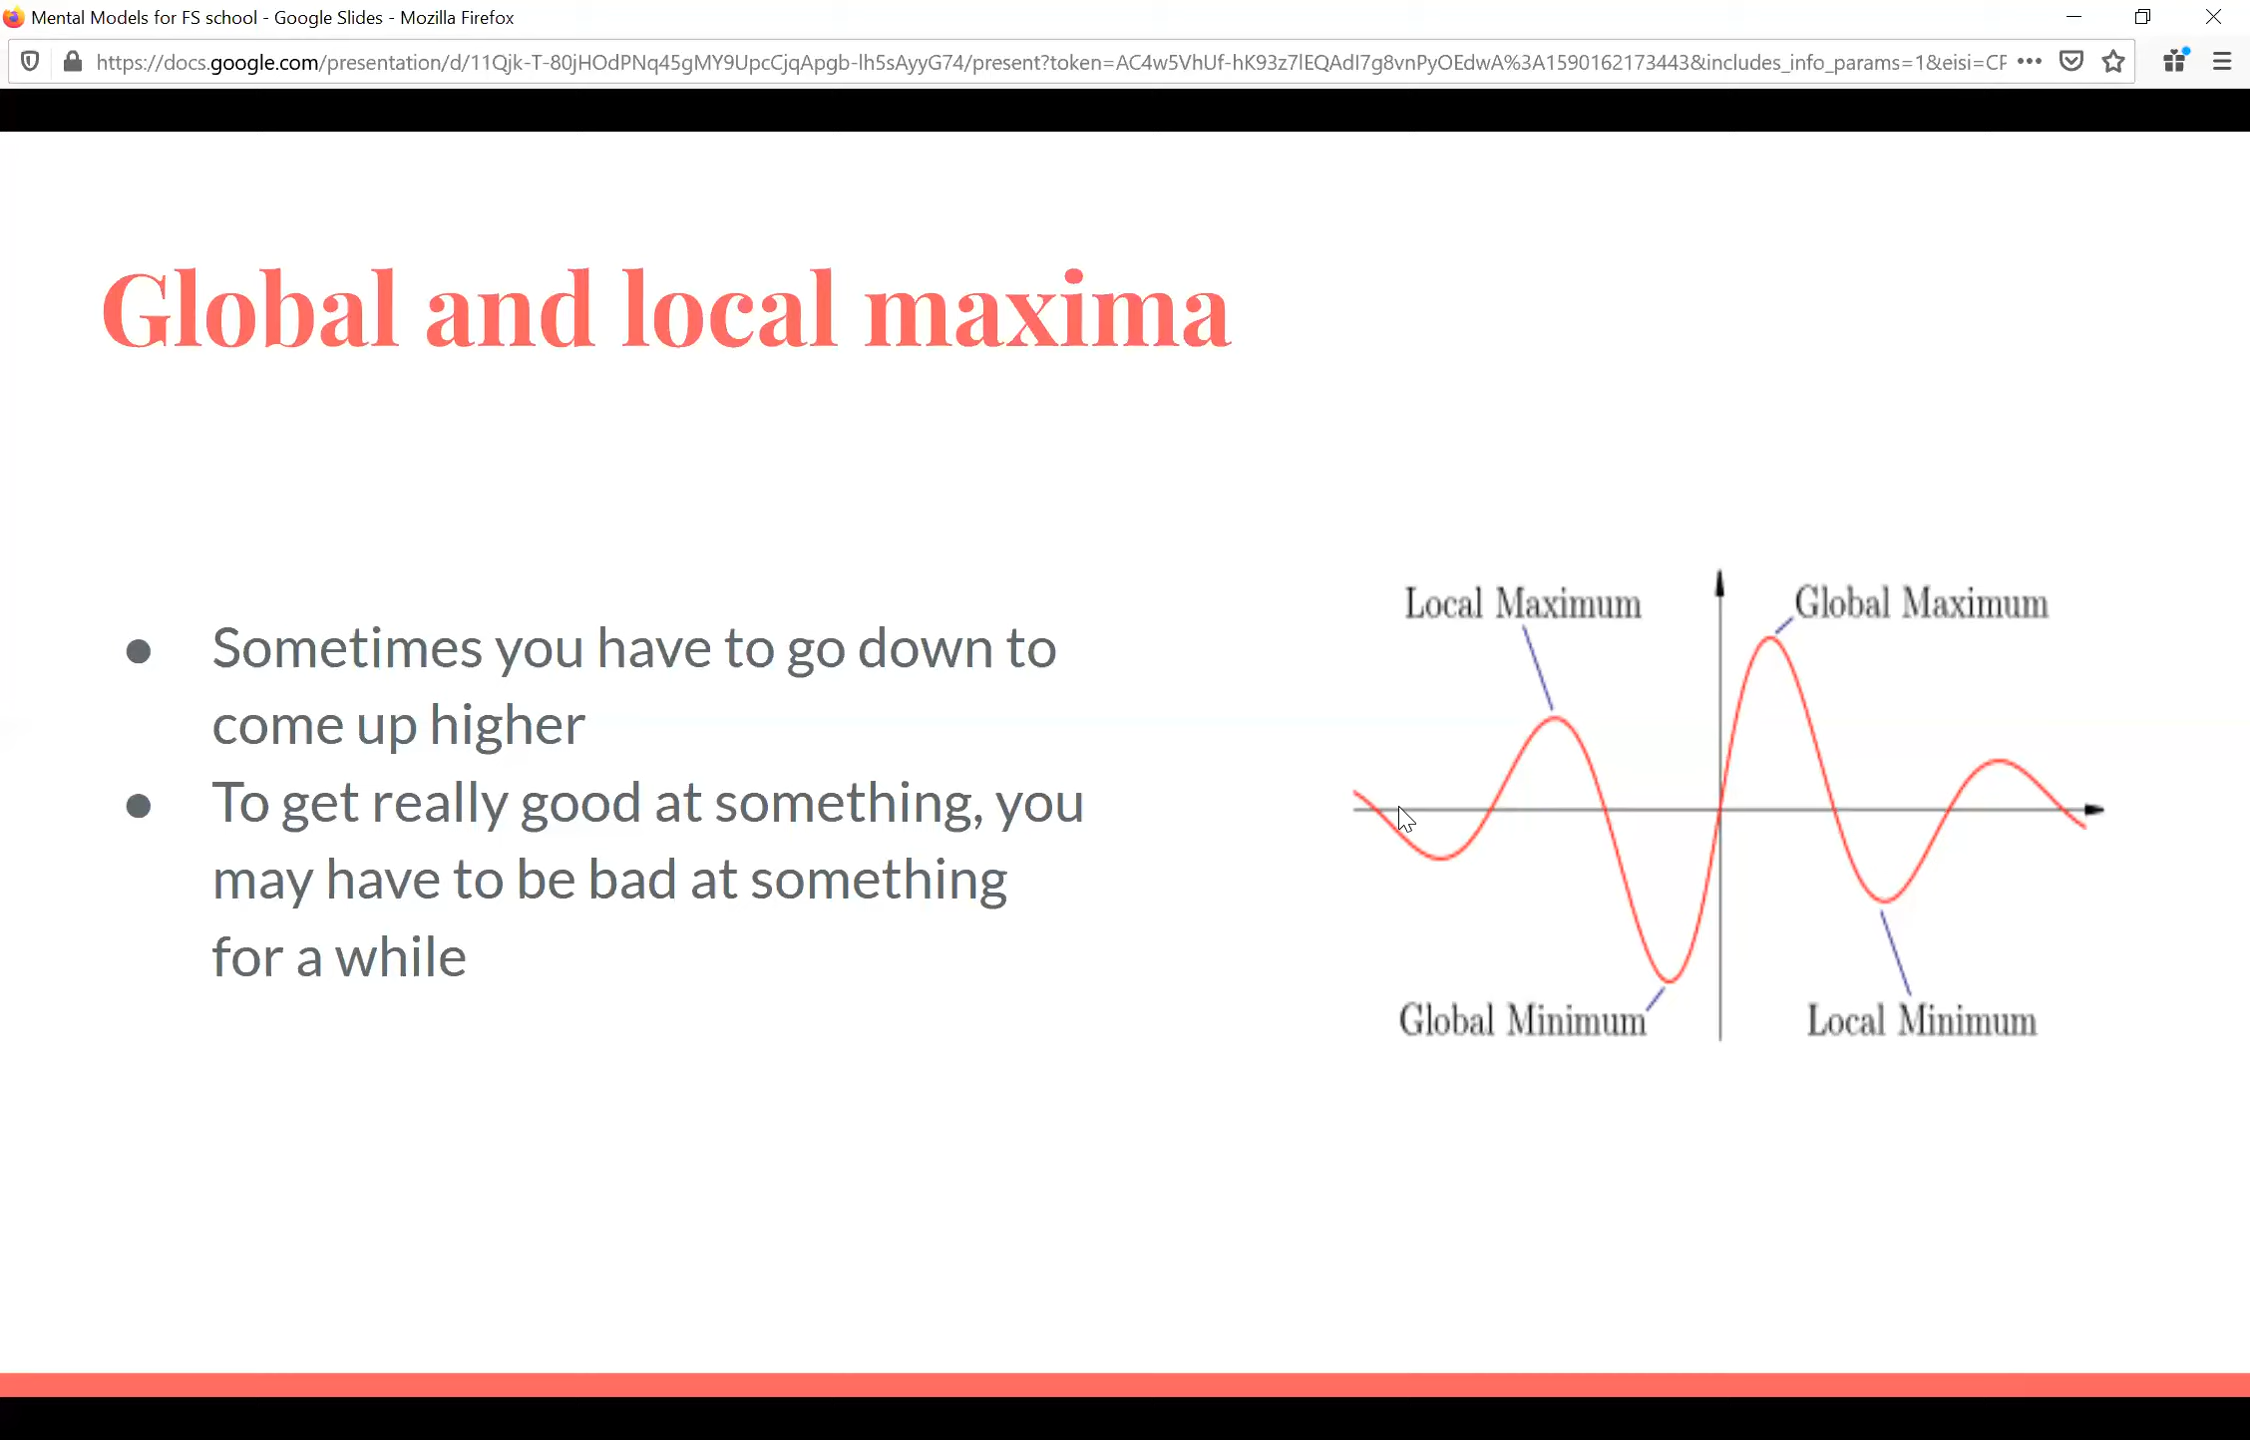 Mental Models for FS school - Google Slides - Mozilla Firefox
https://docs.google.com/presentation/d/11Qjk-T-80jHOdPNq45gMY9UpcCjqApgb-lh5sAyyG74/present?token=AC4w5VhUf-hK93z7lEQAdI7g8vnPyOEdwA%3A1590162173443&includes_info_params=1&eisi=CF
Global and local maxima
● Sometimes you have to go down to
come up higher
● To get really good at something, you
may have to be bad at something
for a while
Local Maximum
Global Maximum
Global Minimum
Local Minimum